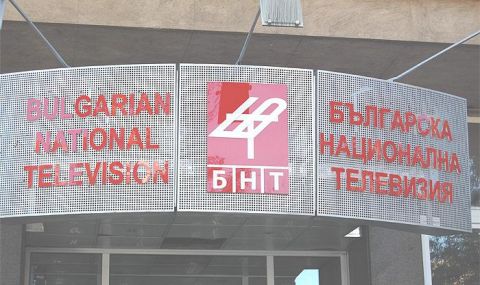 BULGARIAN
NATIONAL
TELEVISION
БНТ
БЪЛГАРСКА
НАЦИОНАЛНА
ТЕЛЕВИЗИЯ